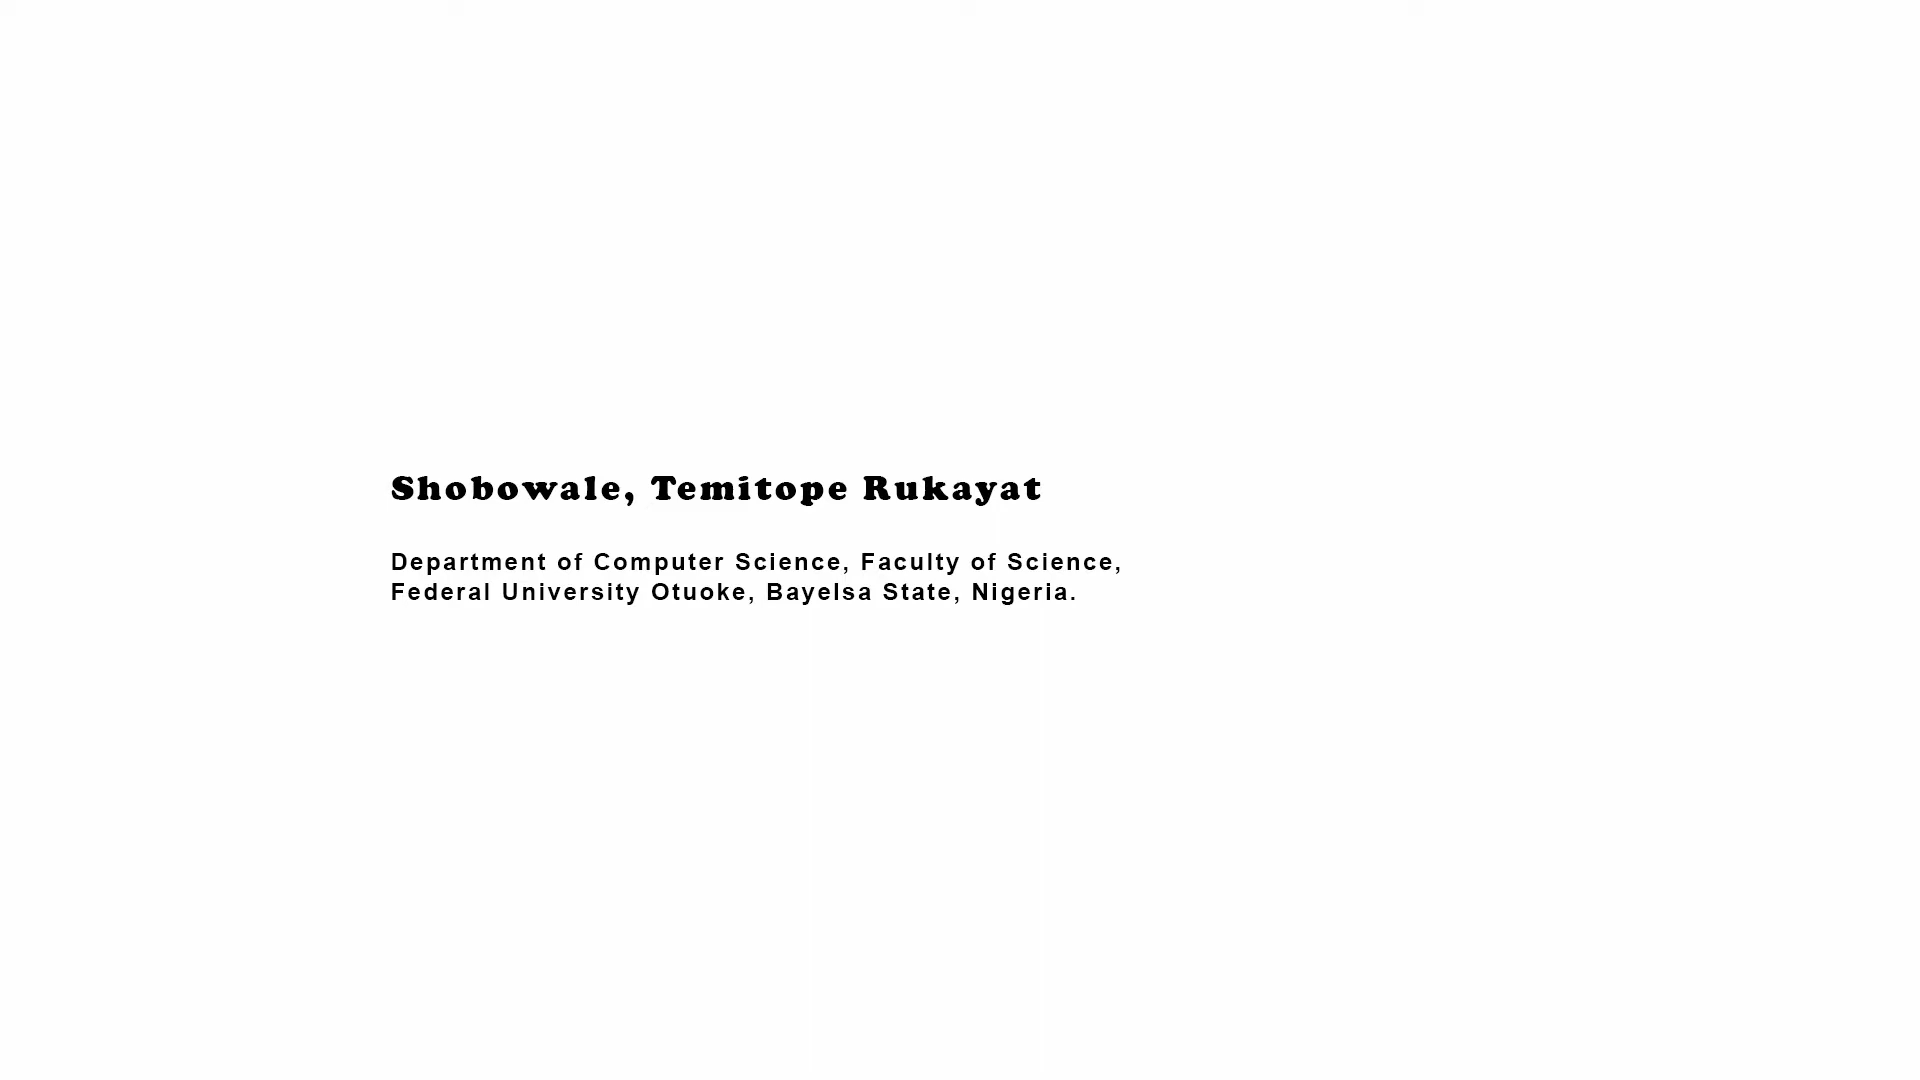 Shobowale, Temitope Rukayat
Department of Computer Science, Faculty of Science,
Federal University Otuoke, Bayelsa State, Nigeria.